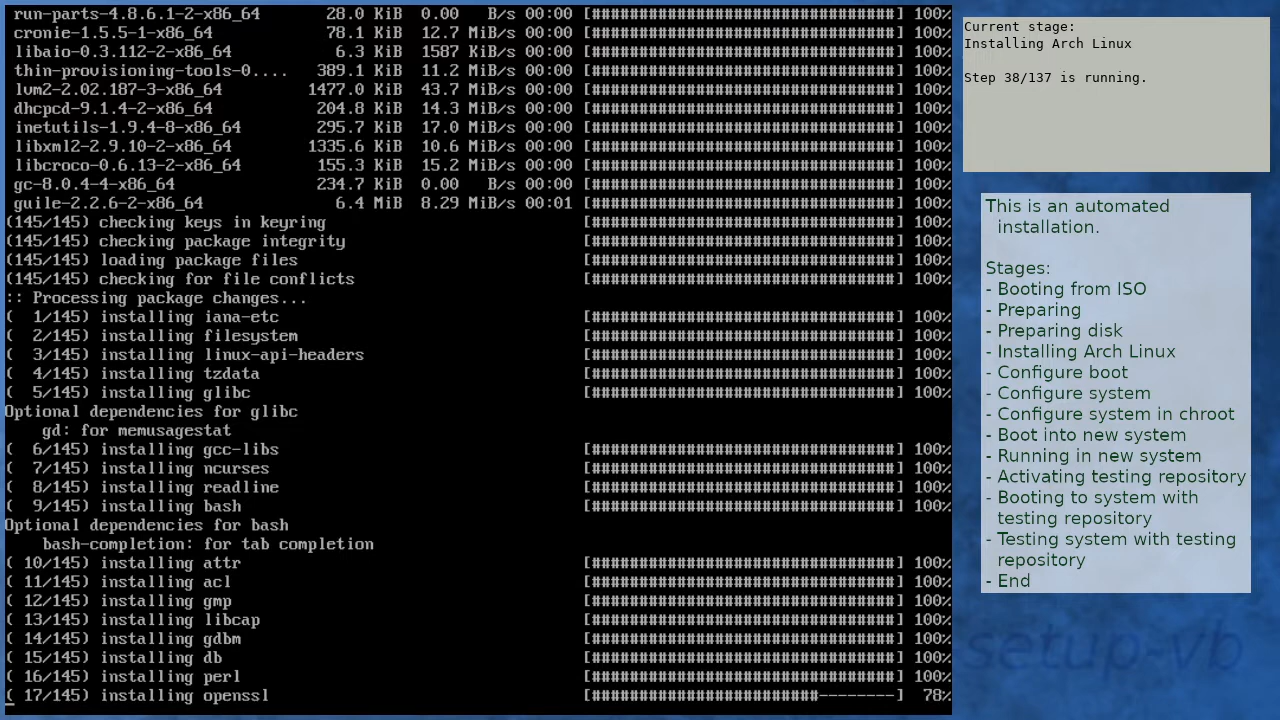 run-parts-4.8.6.1-2-x86_64 28.0 KiB 0.00 B/s 00:00 [################################] 100%
cronie-1.5.5-1-x86_64 78.1 KiB 12.7 MiB/s 00:00 [################################] 100%
libaio-0.3.112-2-x86_64 6.3 KiB 1587 KiB/s 00:00 [################################] 100%
thin-provisioning-tools-0.... 389.1 KiB 11.2 MiB/s 00:00 [################################] 100%
lvm2-2.02.187-3-x86_64 1477.0 KiB 43.7 MiB/s 00:00 [################################] 100%
dhcpcd-9.1.4-2-x86_64 204.8 KiB 14.3 MiB/s 00:00 [################################] 100%
inetutils-1.9.4-8-x86_64 295.7 KiB 17.0 MiB/s 00:00 [################################] 100%
libxml2-2.9.10-2-x86_64 1335.6 KiB 10.6 MiB/s 00:00 [################################] 100%
libcroco-0.6.13-2-x86_64 155.3 KiB 15.2 MiB/s 00:00 [################################] 100%
gc-8.0.4-4-x86_64 234.7 KiB 0.00 B/s 00:00 [################################] 100%
guile-2.2.6-2-x86_64 6.4 MiB 8.29 MiB/s 00:01 [################################] 100%
(145/145) checking keys in keyring [################################] 100%
(145/145) checking package integrity [################################] 100%
(145/145) loading package files [################################] 100%
(145/145) checking for file conflicts [################################] 100%
:: Processing package changes...
( 1/145) installing iana-etc [################################] 100%
( 2/145) installing filesystem [################################] 100%
( 3/145) installing linux-api-headers [################################] 100%
( 4/145) installing tzdata [################################] 100%
( 5/145) installing glibc [################################] 100%
Optional dependencies for glibc
gd: for memusagestat
( 6/145) installing gcc-libs [################################] 100%
( 7/145) installing ncurses [################################] 100%
( 8/145) installing readline [################################] 100%
( 9/145) installing bash [################################] 100%
Optional dependencies for bash
bash-completion: for tab completion
( 10/145) installing attr [################################] 100%
( 11/145) installing acl [################################] 100%
( 12/145) installing gmp [################################] 100%
( 13/145) installing libcap [################################] 100%
( 14/145) installing gdbm [################################] 100%
( 15/145) installing db [################################] 100%
( 16/145) installing perl [################################] 100%
( 17/145) installing openssl [########################--------] 78%
Current stage:
Installing Arch Linux
Step 38/137 is running.
This is an automated
installation.
Stages:
- Booting from ISO
- Preparing
- Preparing disk
- Installing Arch Linux
- Configure boot
- Configure system
- Configure system in chroot
- Boot into new system
- Running in new system
- Activating testing repository
- Booting to system with
testing repository
- Testing system with testing
repository
- End
setup-vb